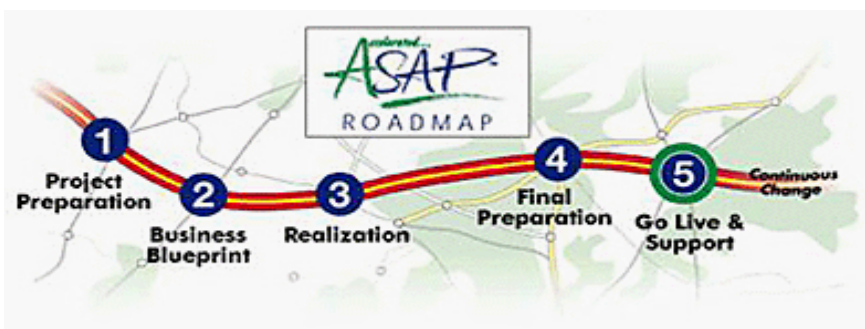 Accelerated...
ASAP
ROADMAP
1
Project
Preparation
2
Business
Blueprint
3
Realization
4
Final
Preparation
5
Go Live &
Support
Continuous
Change